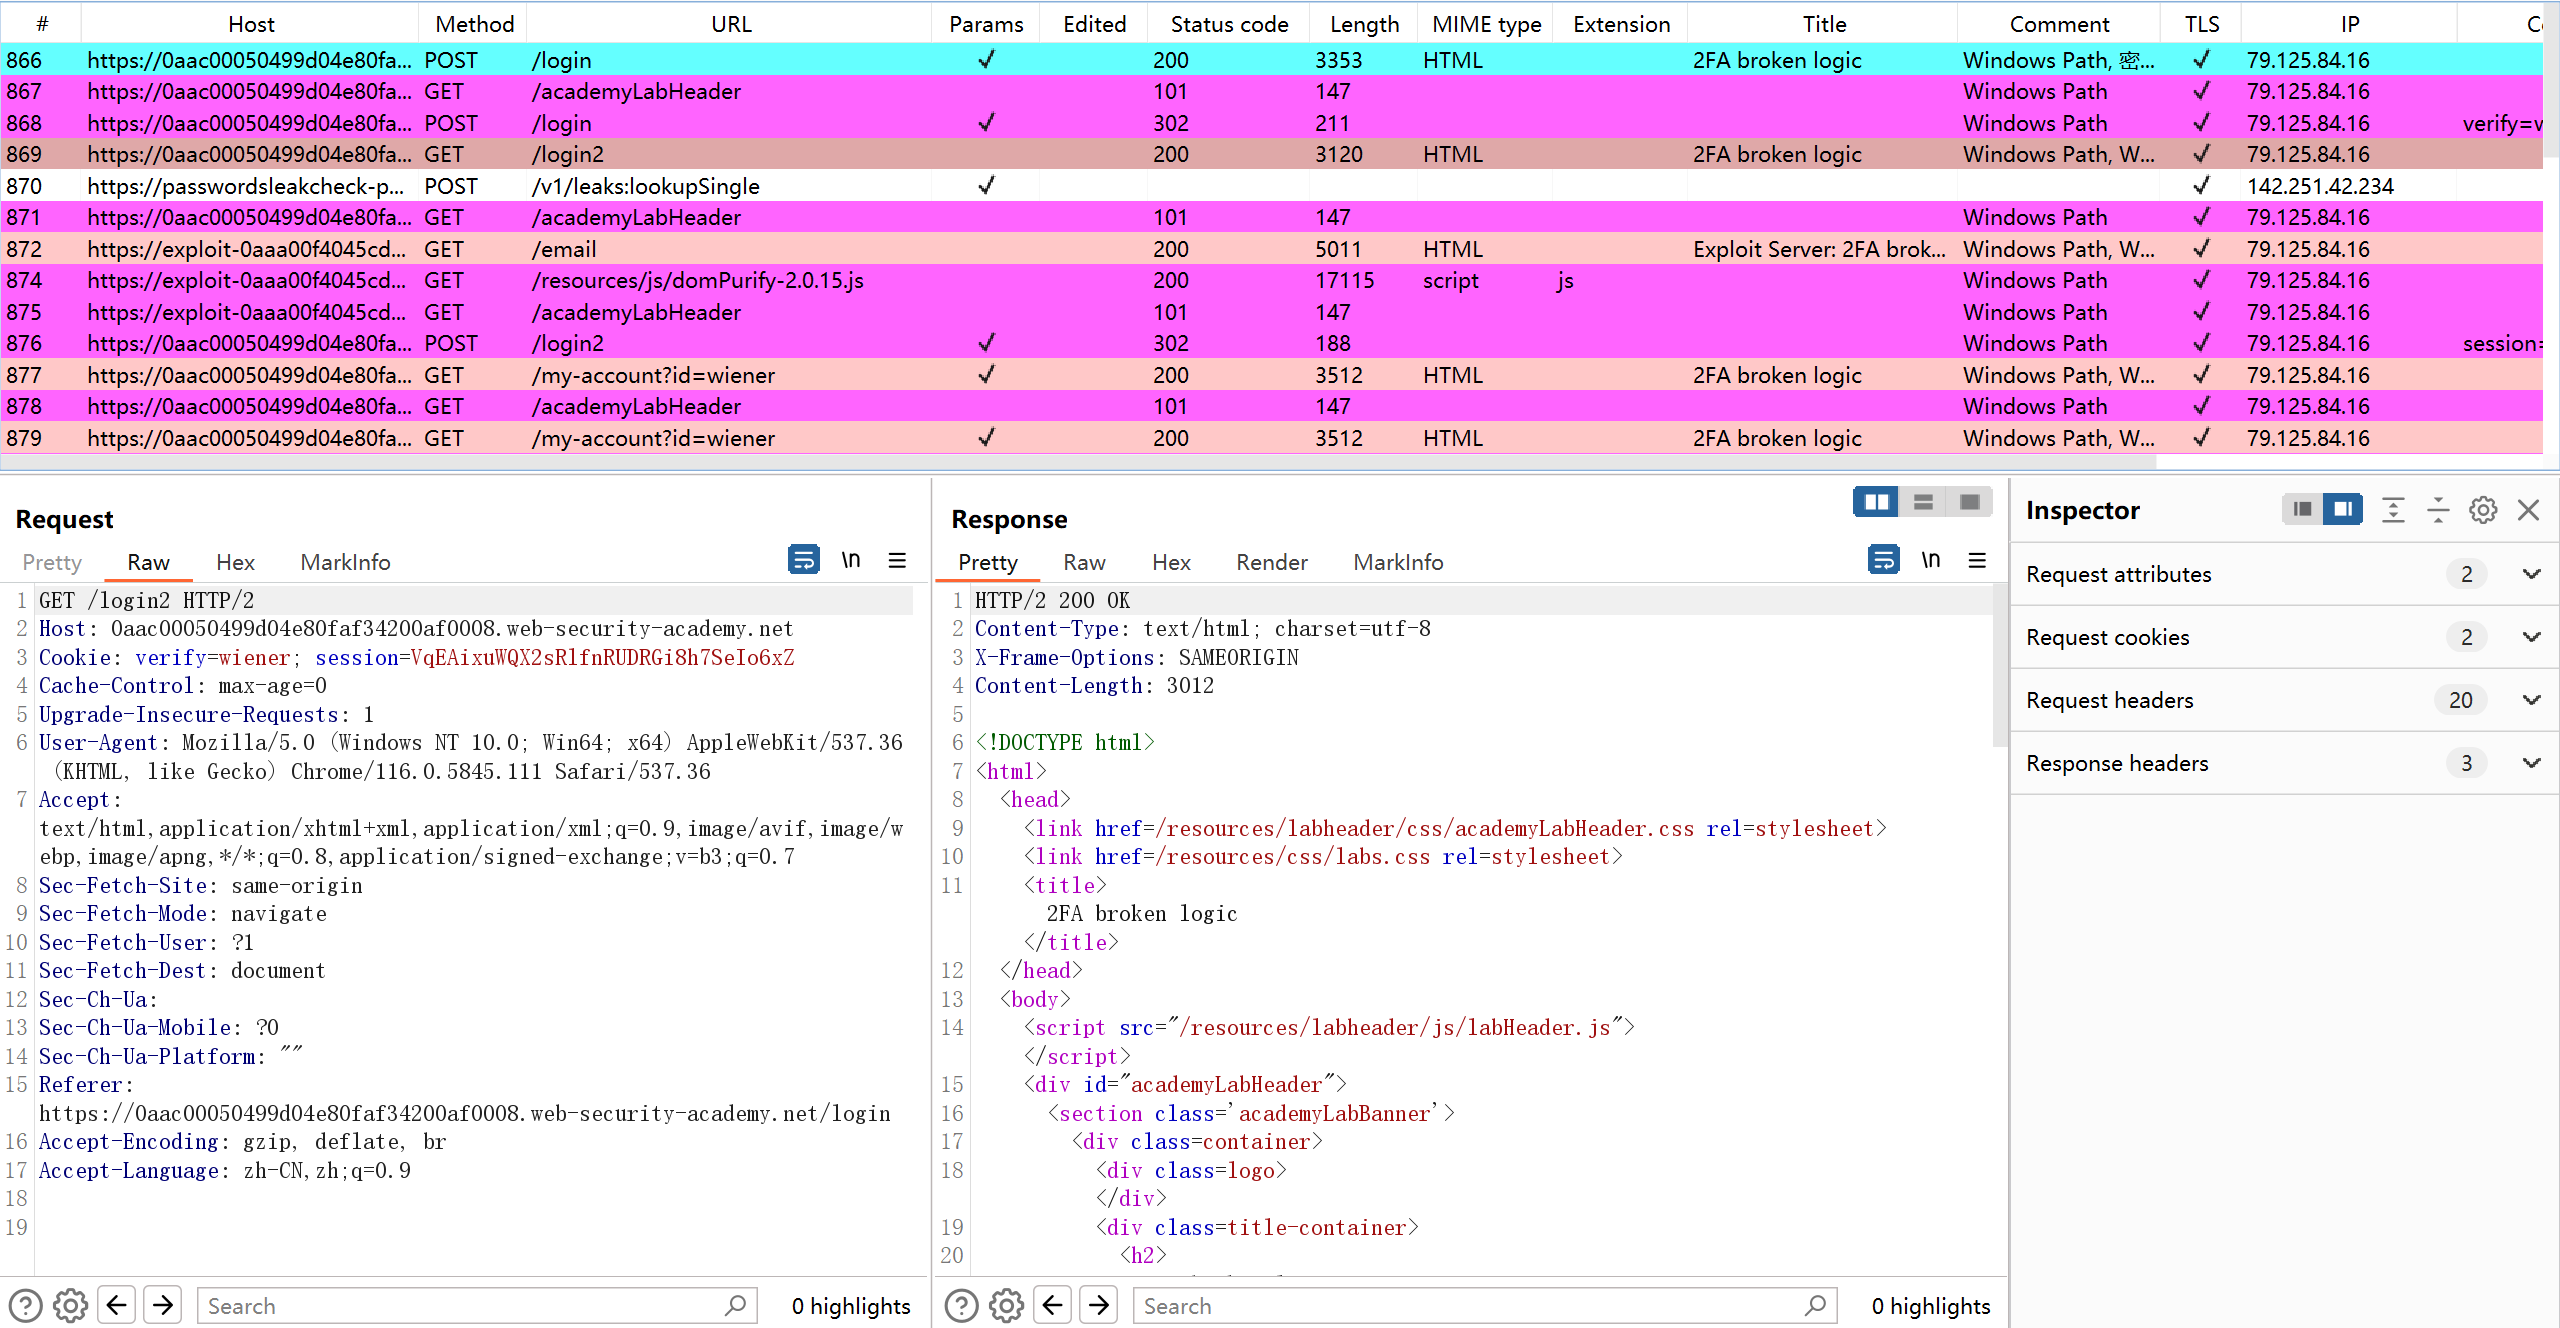 # Host Method URL Params Edited Status code Length MIME type Extension Title Comment TLS IP
866 https://0aac00050499d04e80fa... POST /login ✓ 200 3353 HTML 2FA broken logic Windows Path, 密... ✓ 79.125.84.16
867 https://0aac00050499d04e80fa... GET /academyLabHeader 101 147 Windows Path ✓ 79.125.84.16
868 https://0aac00050499d04e80fa... POST /login ✓ 302 211 Windows Path ✓ 79.125.84.16 verify=w
869 https://0aac00050499d04e80fa... GET /login2 200 3120 HTML 2FA broken logic Windows Path, W... ✓ 79.125.84.16
870 https://passwordsleakcheck-p... POST /v1/leaks:lookupSingle ✓ ✓ 142.251.42.234
871 https://0aac00050499d04e80fa... GET /academyLabHeader 101 147 Windows Path ✓ 79.125.84.16
872 https://exploit-0aaa00f4045cd... GET /email 200 5011 HTML Exploit Server: 2FA brok... Windows Path, W... ✓ 79.125.84.16
874 https://exploit-0aaa00f4045cd... GET /resources/js/domPurify-2.0.15.js 200 17115 script js Windows Path ✓ 79.125.84.16
875 https://exploit-0aaa00f4045cd... GET /academyLabHeader 101 147 Windows Path ✓ 79.125.84.16
876 https://0aac00050499d04e80fa... POST /login2 ✓ 302 188 Windows Path ✓ 79.125.84.16 session=
877 https://0aac00050499d04e80fa... GET /my-account?id=wiener ✓ 200 3512 HTML 2FA broken logic Windows Path, W... ✓ 79.125.84.16
878 https://0aac00050499d04e80fa... GET /academyLabHeader 101 147 Windows Path ✓ 79.125.84.16
879 https://0aac00050499d04e80fa... GET /my-account?id=wiener ✓ 200 3512 HTML 2FA broken logic Windows Path, W... ✓ 79.125.84.16
Request
Pretty Raw Hex MarkInfo \n
1 GET /login2 HTTP/2
2 Host: 0aac00050499d04e80faf34200af0008.web-security-academy.net
3 Cookie: verify=wiener; session=VqEAixuWQX2sRlfnRUDRGi8h7SeIo6xZ
4 Cache-Control: max-age=0
5 Upgrade-Insecure-Requests: 1
6 User-Agent: Mozilla/5.0 (Windows NT 10.0; Win64; x64) AppleWebKit/537.36
(KHTML, like Gecko) Chrome/116.0.5845.111 Safari/537.36
7 Accept:
text/html,application/xhtml+xml,application/xml;q=0.9,image/avif,image/w
ebp,image/apng,*/*;q=0.8,application/signed-exchange;v=b3;q=0.7
8 Sec-Fetch-Site: same-origin
9 Sec-Fetch-Mode: navigate
10 Sec-Fetch-User: ?1
11 Sec-Fetch-Dest: document
12 Sec-Ch-Ua:
13 Sec-Ch-Ua-Mobile: ?0
14 Sec-Ch-Ua-Platform: ""
15 Referer:
https://0aac00050499d04e80faf34200af0008.web-security-academy.net/login
16 Accept-Encoding: gzip, deflate, br
17 Accept-Language: zh-CN,zh;q=0.9
18
19
Search 0 highlights
Response
Pretty Raw Hex Render MarkInfo \n
1 HTTP/2 200 OK
2 Content-Type: text/html; charset=utf-8
3 X-Frame-Options: SAMEORIGIN
4 Content-Length: 3012
5
6 <!DOCTYPE html>
7 <html>
8 <head>
9 <link href=/resources/labheader/css/academyLabHeader.css rel=stylesheet>
10 <link href=/resources/css/labs.css rel=stylesheet>
11 <title>
2FA broken logic
</title>
12 </head>
13 <body>
14 <script src="/resources/labheader/js/labHeader.js">
</script>
15 <div id="academyLabHeader">
16 <section class='academyLabBanner'>
17 <div class=container>
18 <div class=logo>
</div>
19 <div class=title-container>
20 <h2>
Search 0 highlights
Inspector
Request attributes 2
Request cookies 2
Request headers 20
Response headers 3